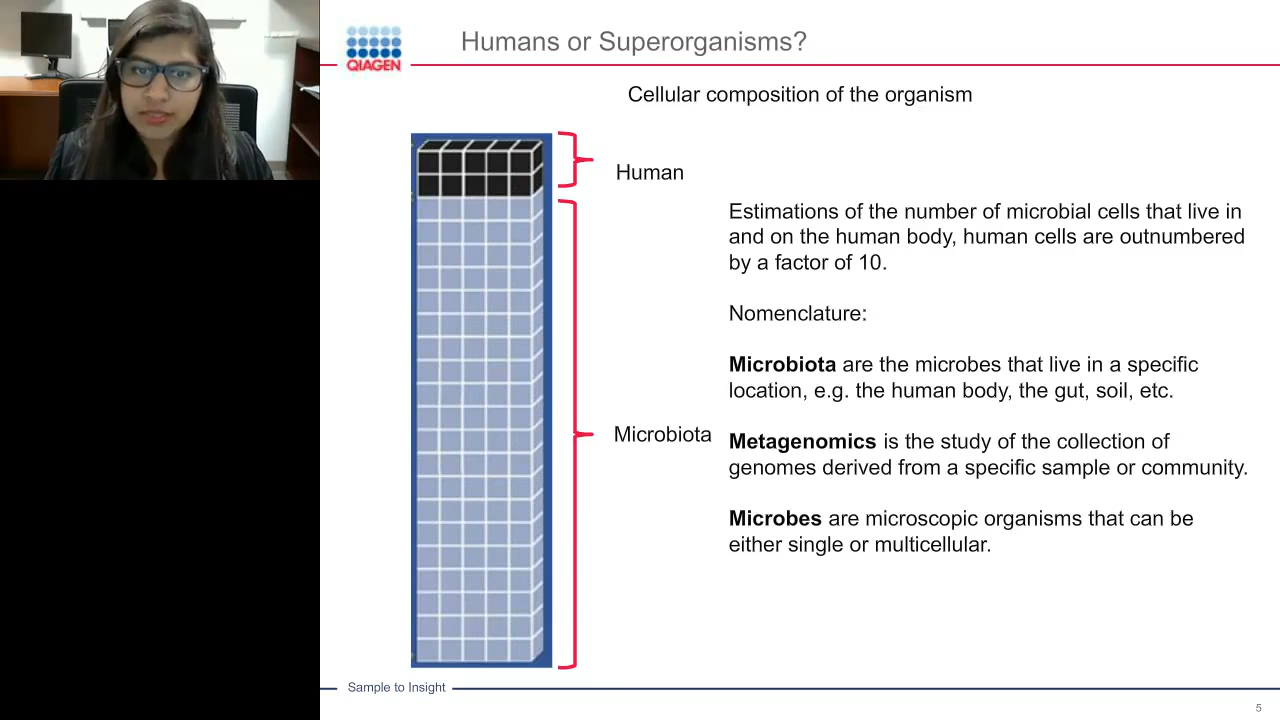 Humans or Superorganisms?
QIAGEN
Cellular composition of the organism
Human
Estimations of the number of microbial cells that live in
and on the human body, human cells are outnumbered
by a factor of 10.
Nomenclature:
Microbiota are the microbes that live in a specific
location, e.g. the human body, the gut, soil, etc.
Microbiota
Metagenomics is the study of the collection of
genomes derived from a specific sample or community.
Microbes are microscopic organisms that can be
either single or multicellular.
Sample to Insight
5